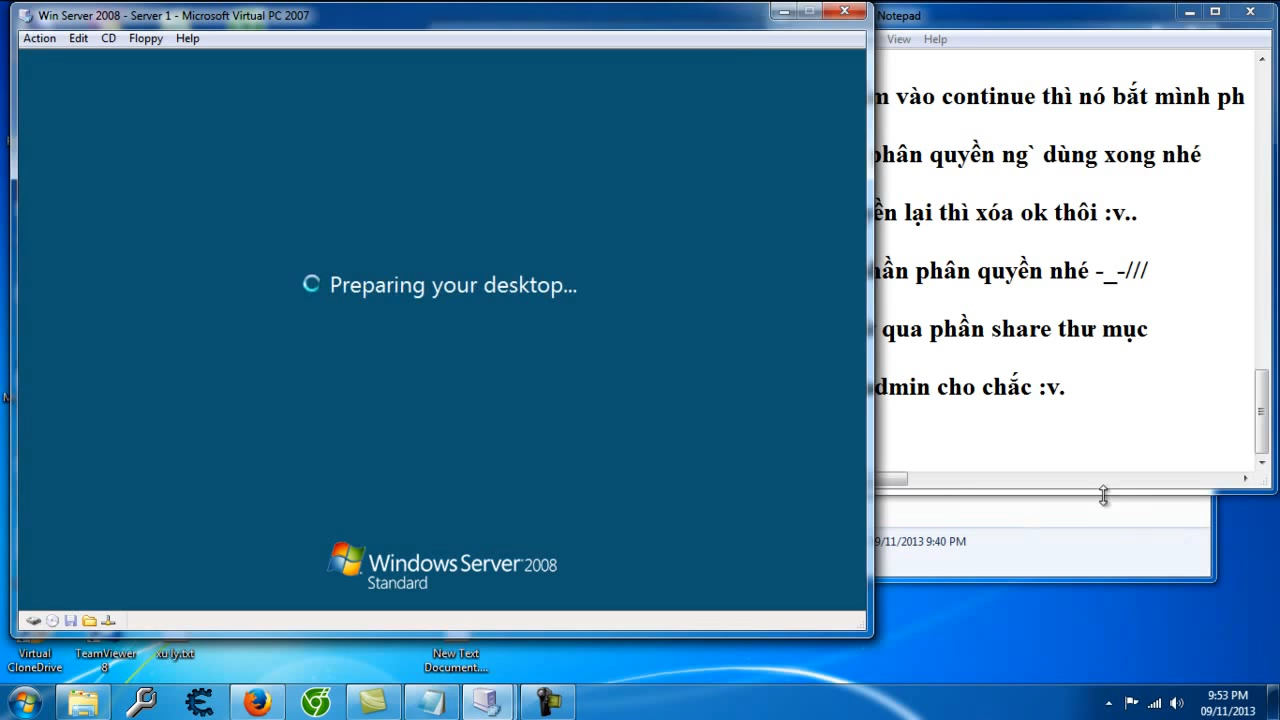 Win Server 2008 - Server 1 - Microsoft Virtual PC 2007
Action Edit CD Floppy Help
Preparing your desktop...
Windows Server 2008
Standard
Notepad
View Help
vào continue thì nó bắt mình ph
phân quyền ng` dùng xong nhé
lại thì xóa ok thôi :v..
phân quyền nhé -_-///
qua phần share thư mục
dmin cho chắc :v.
9/11/2013 9:40 PM
Virtual
CloneDrive
TeamViewer
8
xu ly.txt
New Text
Document....
9:53 PM
09/11/2013